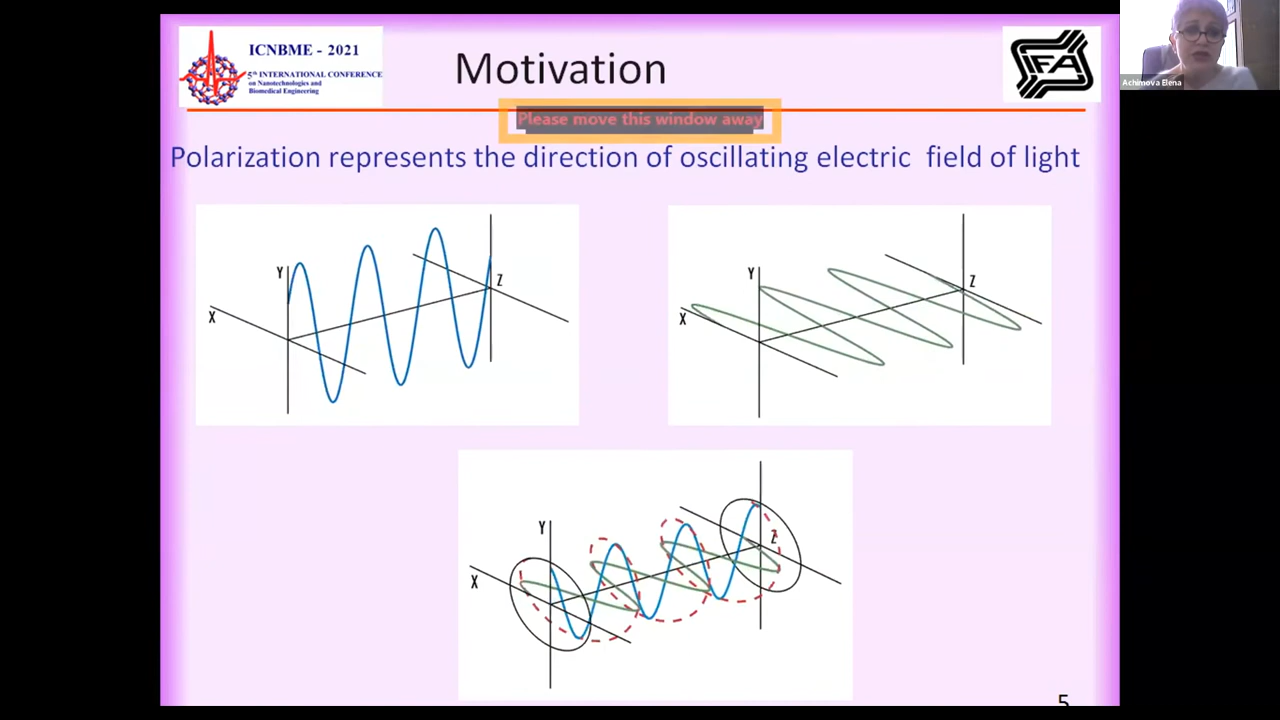 ICNBME - 2021
5th INTERNATIONAL CONFERENCE
on Nanotechnologies and
Biomedical Engineering
Motivation
IFA
Achimova Elena
Please move this window away
Polarization represents the direction of oscillating electric field of light
Y
X
Z
Y
X
Z
Y
X
Z
5